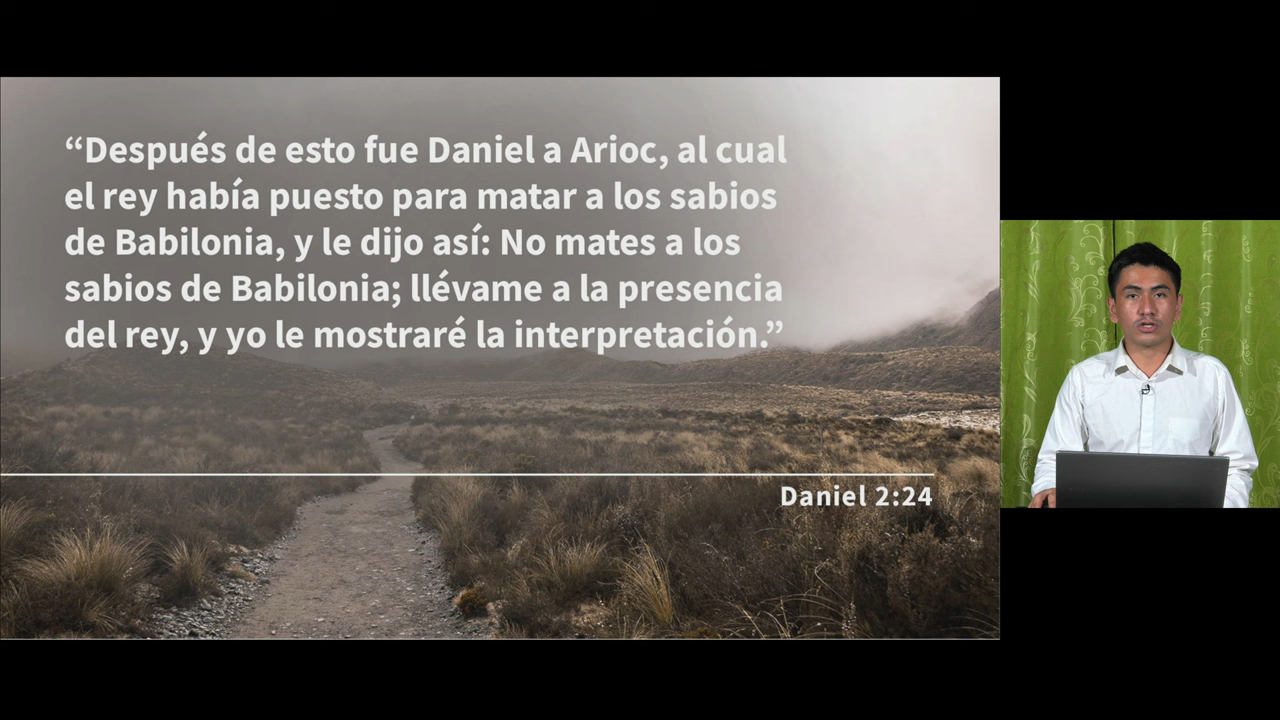 “Después de esto fue Daniel a Arioc, al cual
el rey había puesto para matar a los sabios
de Babilonia, y le dijo así: No mates a los
sabios de Babilonia; llévame a la presencia
del rey, y yo le mostraré la interpretación.”
Daniel 2:24